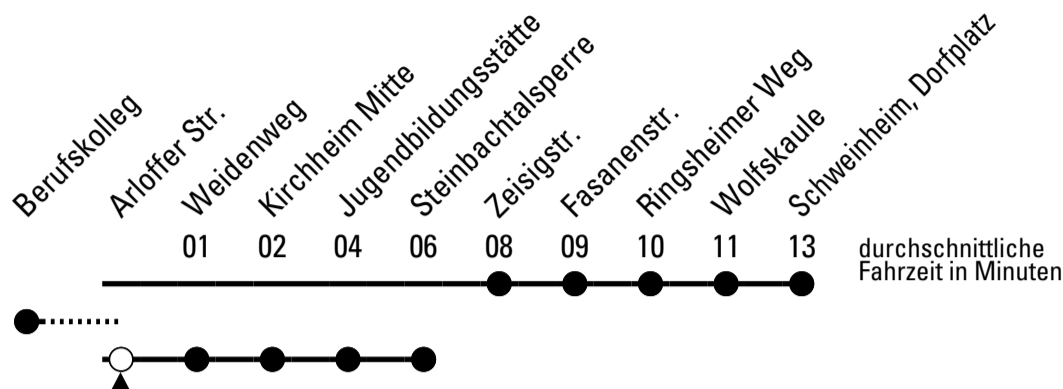 Berufskolleg
Arloffer Str.
Weidenweg
Kirchheim Mitte
Jugendbildungsstätte
Steinbachtalsperre
Zeisigstr.
Fasanenstr.
Ringsheimer Weg
Wolfskaule
Schweinheim, Dorfplatz
01 02 04 06 08 09 10 11 13
durchschnittliche
Fahrzeit in Minuten